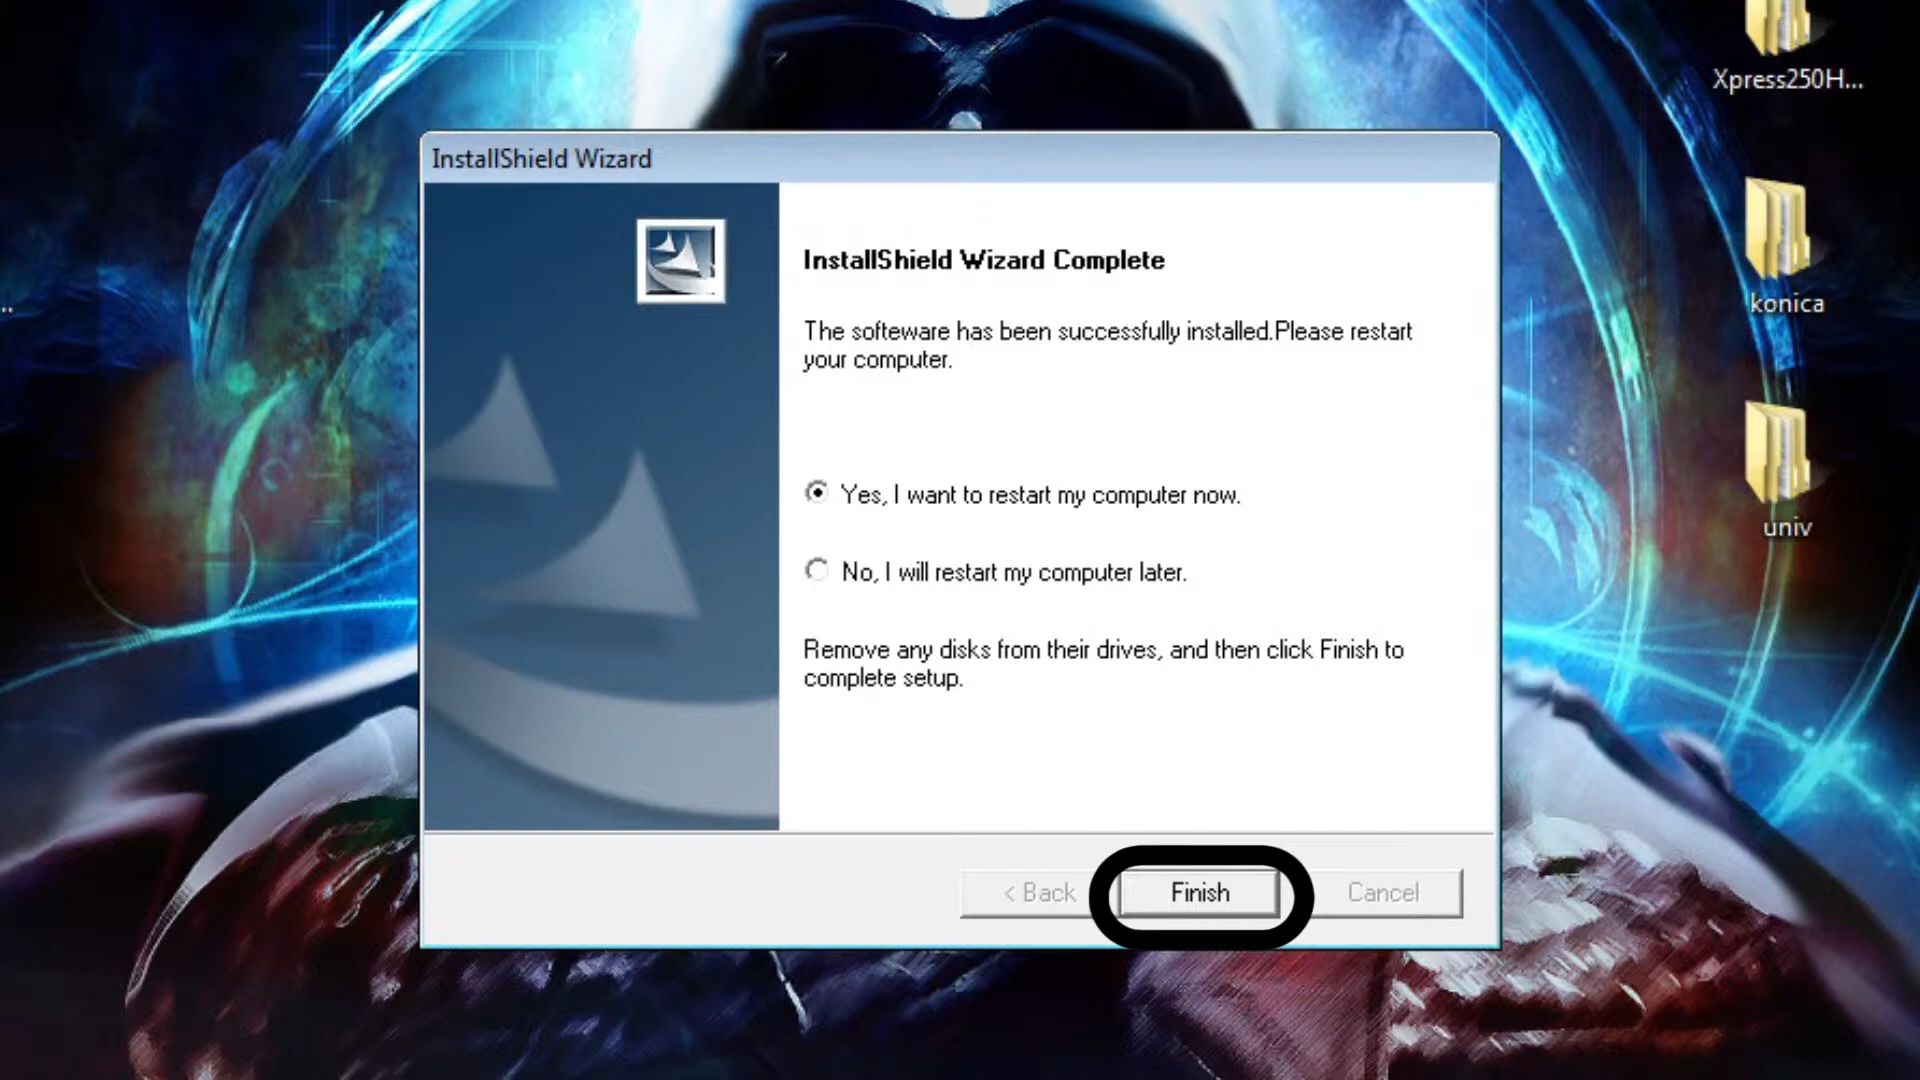 Xpress250H...
InstallShield Wizard
InstallShield Wizard Complete
The softeware has been successfully installed.Please restart
your computer.
konica
Yes, I want to restart my computer now.
univ
No, I will restart my computer later.
Remove any disks from their drives, and then click Finish to
complete setup.
< Back
Finish
Cancel